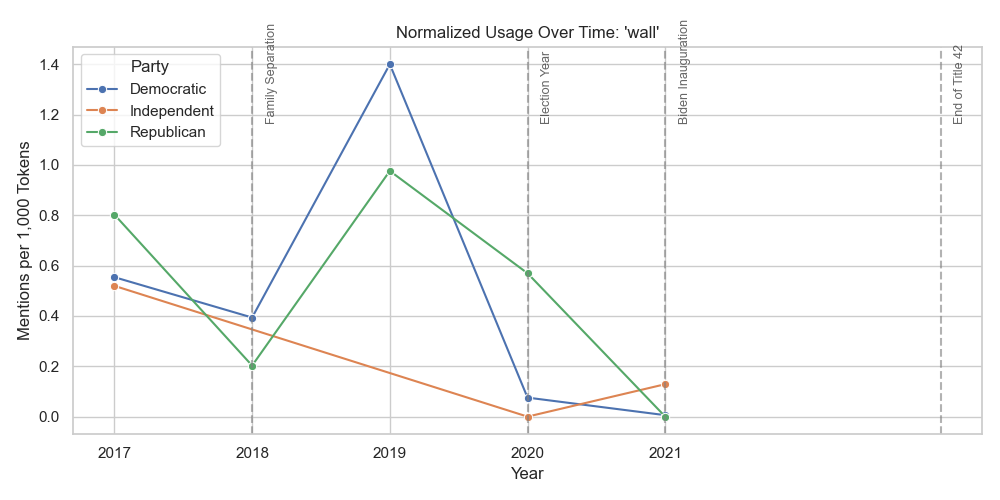 Normalized Usage Over Time: 'wall'
Party
Democratic
Independent
Republican
Family Separation
Election Year
Biden Inauguration
End of Title 42
Mentions per 1,000 Tokens
1.4
1.2
1.0
0.8
0.6
0.4
0.2
0.0
2017
2018
2019
2020
2021
Year